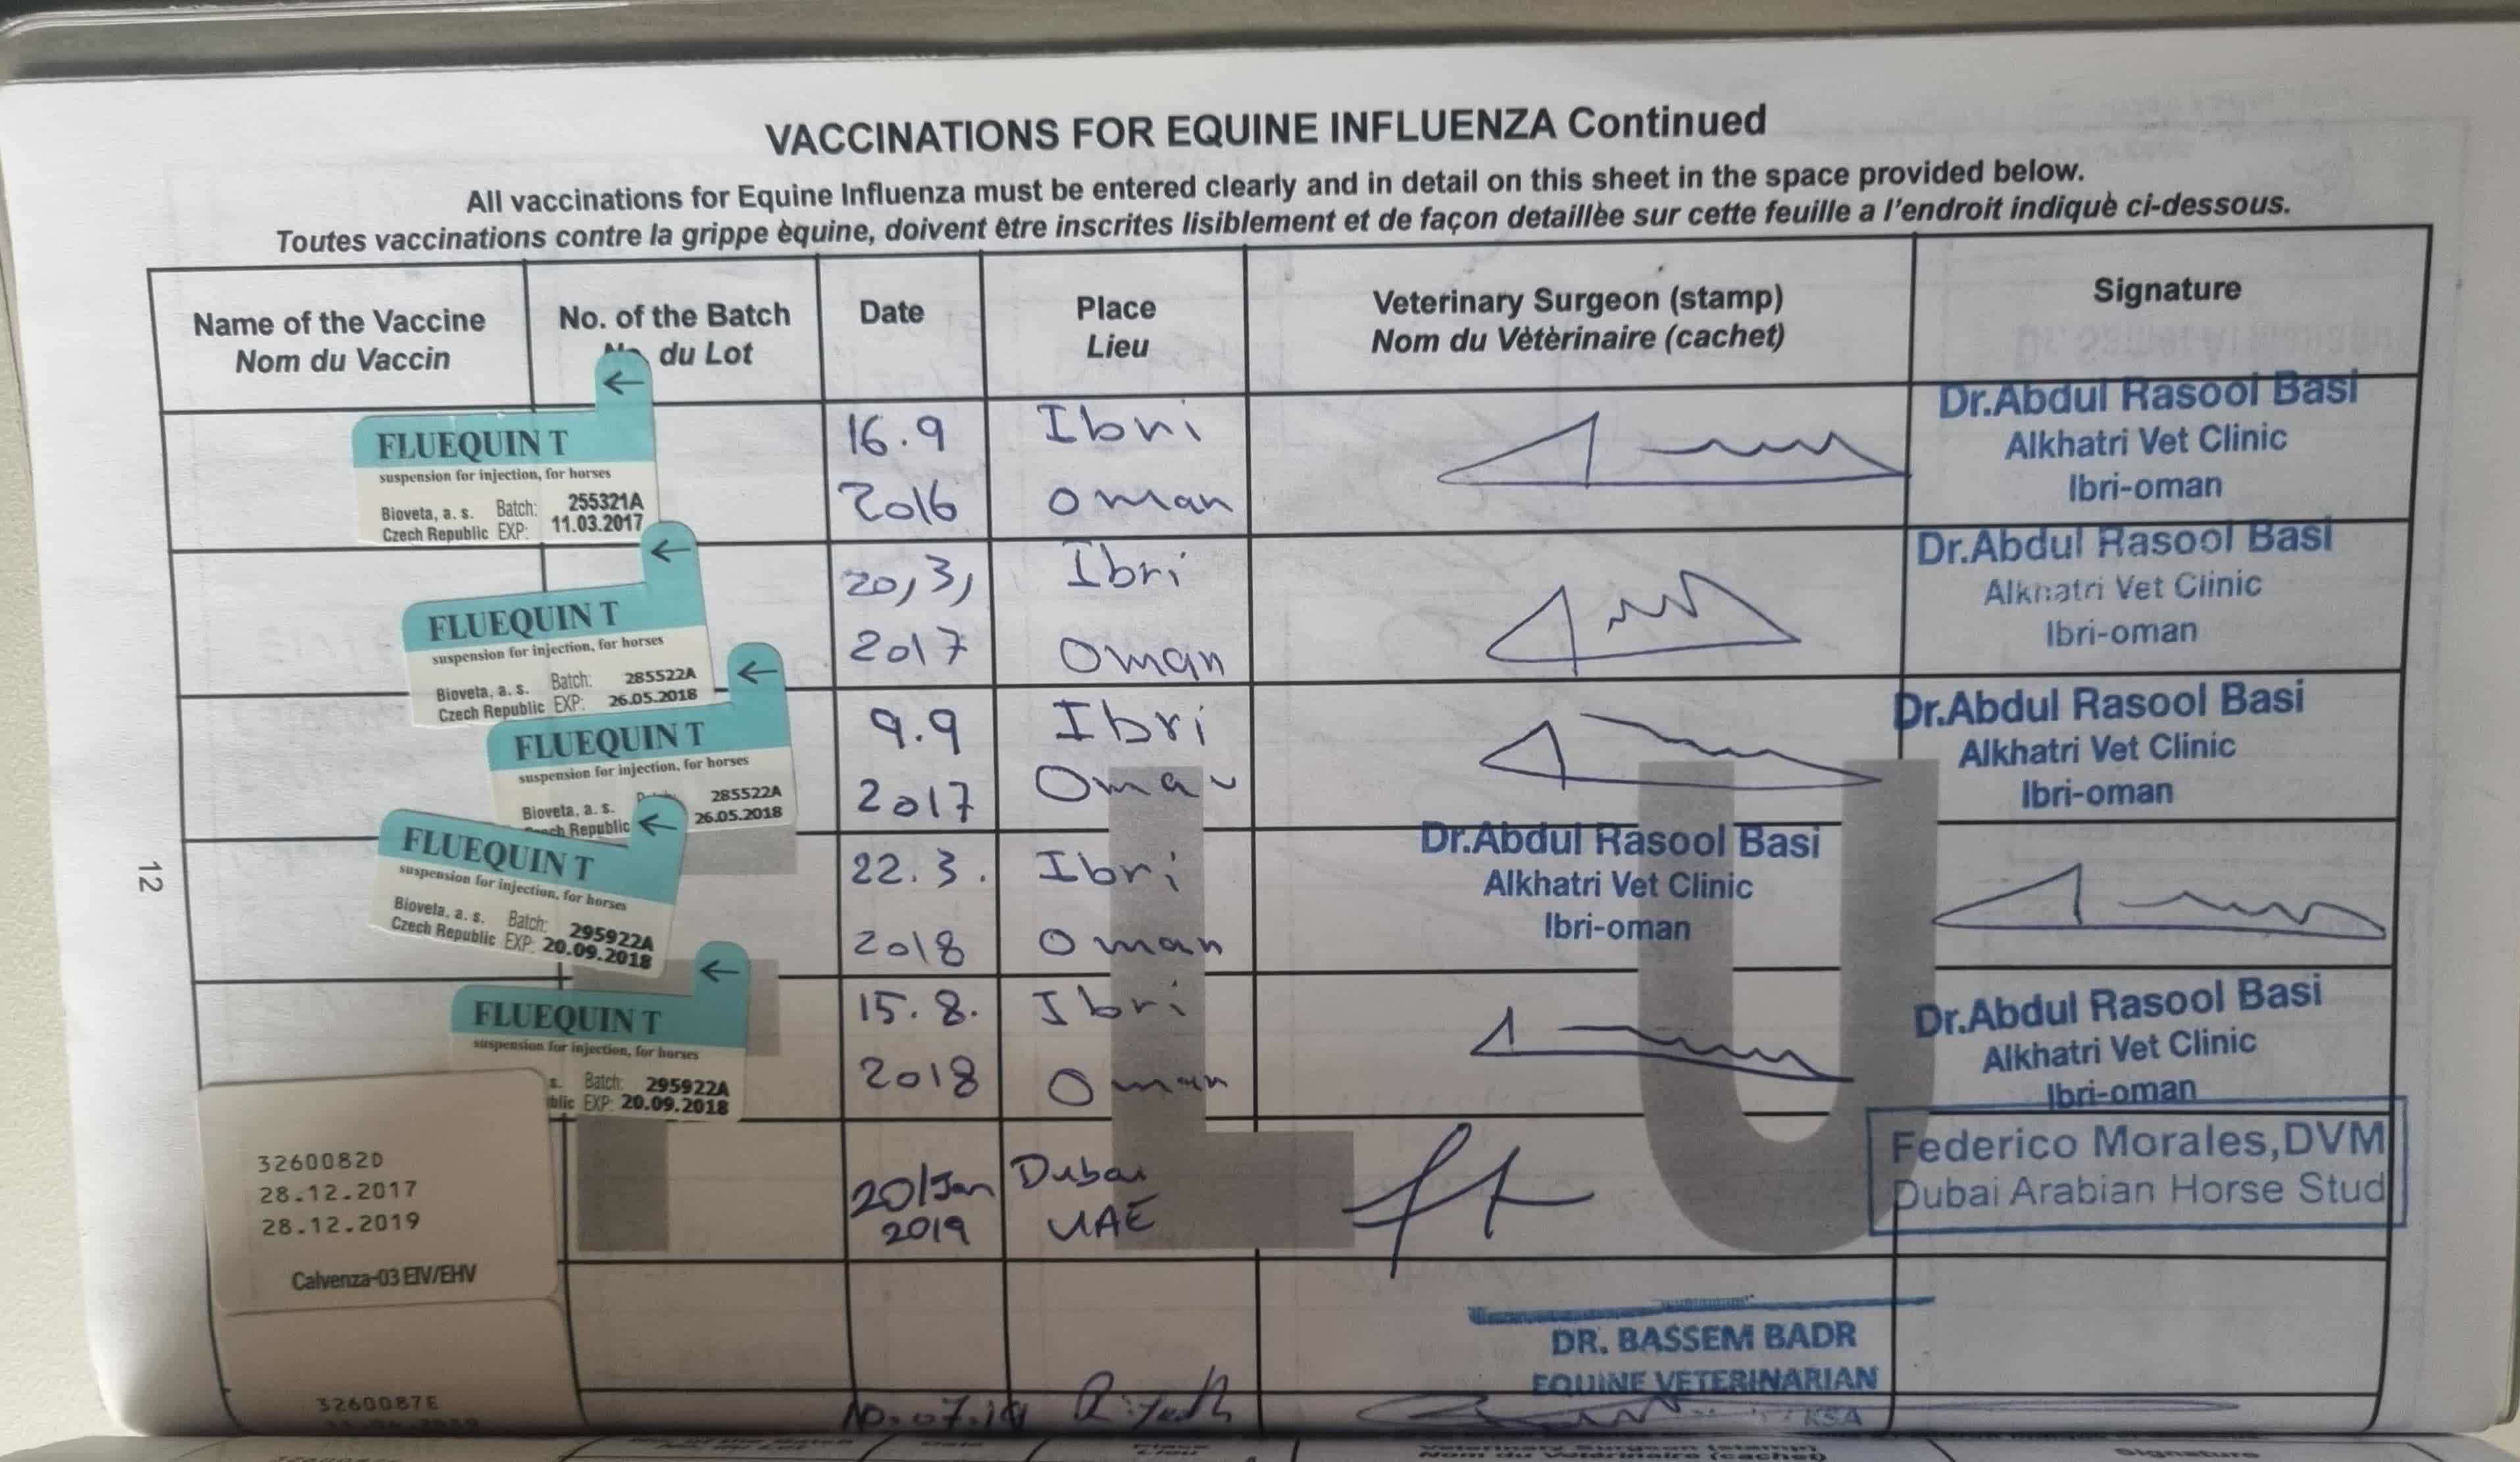 VACCINATIONS FOR EQUINE INFLUENZA Continued
All vaccinations for Equine Influenza must be entered clearly and in detail on this sheet in the space provided below.
Toutes vaccinations contre la grippe èquine, doivent être inscrites lisiblement et de façon detaillèe sur cette feuille a l'endroit indiquè ci-dessous.
Name of the Vaccine
Nom du Vaccin
No. of the Batch
du Lot
Date
Place
Lieu
Veterinary Surgeon (stamp)
Nom du Vètèrinaire (cachet)
Signature
FLUEQUIN T
suspension for injection, for horses
Bioveta, a. s. Batch: 255321A
Czech Republic EXP: 11.03.2017
16.9
2016
Ibri
Oman
Dr.Abdul Rasool Basi
Alkhatri Vet Clinic
Ibri-oman
FLUEQUIN T
suspension for injection, for horses
Bioveta, a. s. Batch: 285522A
Czech Republic EXP: 26.05.2018
20,3,
2017
Ibri
Oman
Dr.Abdul Rasool Basi
Alkhatri Vet Clinic
Ibri-oman
FLUEQUIN T
suspension for injection, for horses
Bioveta, a. s. 285522A
Republic 26.05.2018
9.9
2017
Ibri
Oman
Dr.Abdul Rasool Basi
Alkhatri Vet Clinic
Ibri-oman
FLUEQUIN T
suspension for injection, for horses
Bioveta, a. s. Batch: 295922A
Czech Republic EXP: 20.09.2018
22.3.
2018
Ibri
Oman
Dr.Abdul Rasool Basi
Alkhatri Vet Clinic
Ibri-oman
FLUEQUIN T
suspension for injection, for horses
s. Batch: 295922A
blic EXP: 20.09.2018
15.8.
2018
Ibri
Oman
Dr.Abdul Rasool Basi
Alkhatri Vet Clinic
Ibri-oman
3260082D
28.12.2017
28.12.2019
Calvenza-03 EIV/EHV
20/Jan
2019
Dubai
UAE
Federico Morales,DVM
Dubai Arabian Horse Stud
3260087E
10.07.19
Riyadh
DR. BASSEM BADR
EQUINE VETERINARIAN
KSA
F L U
12